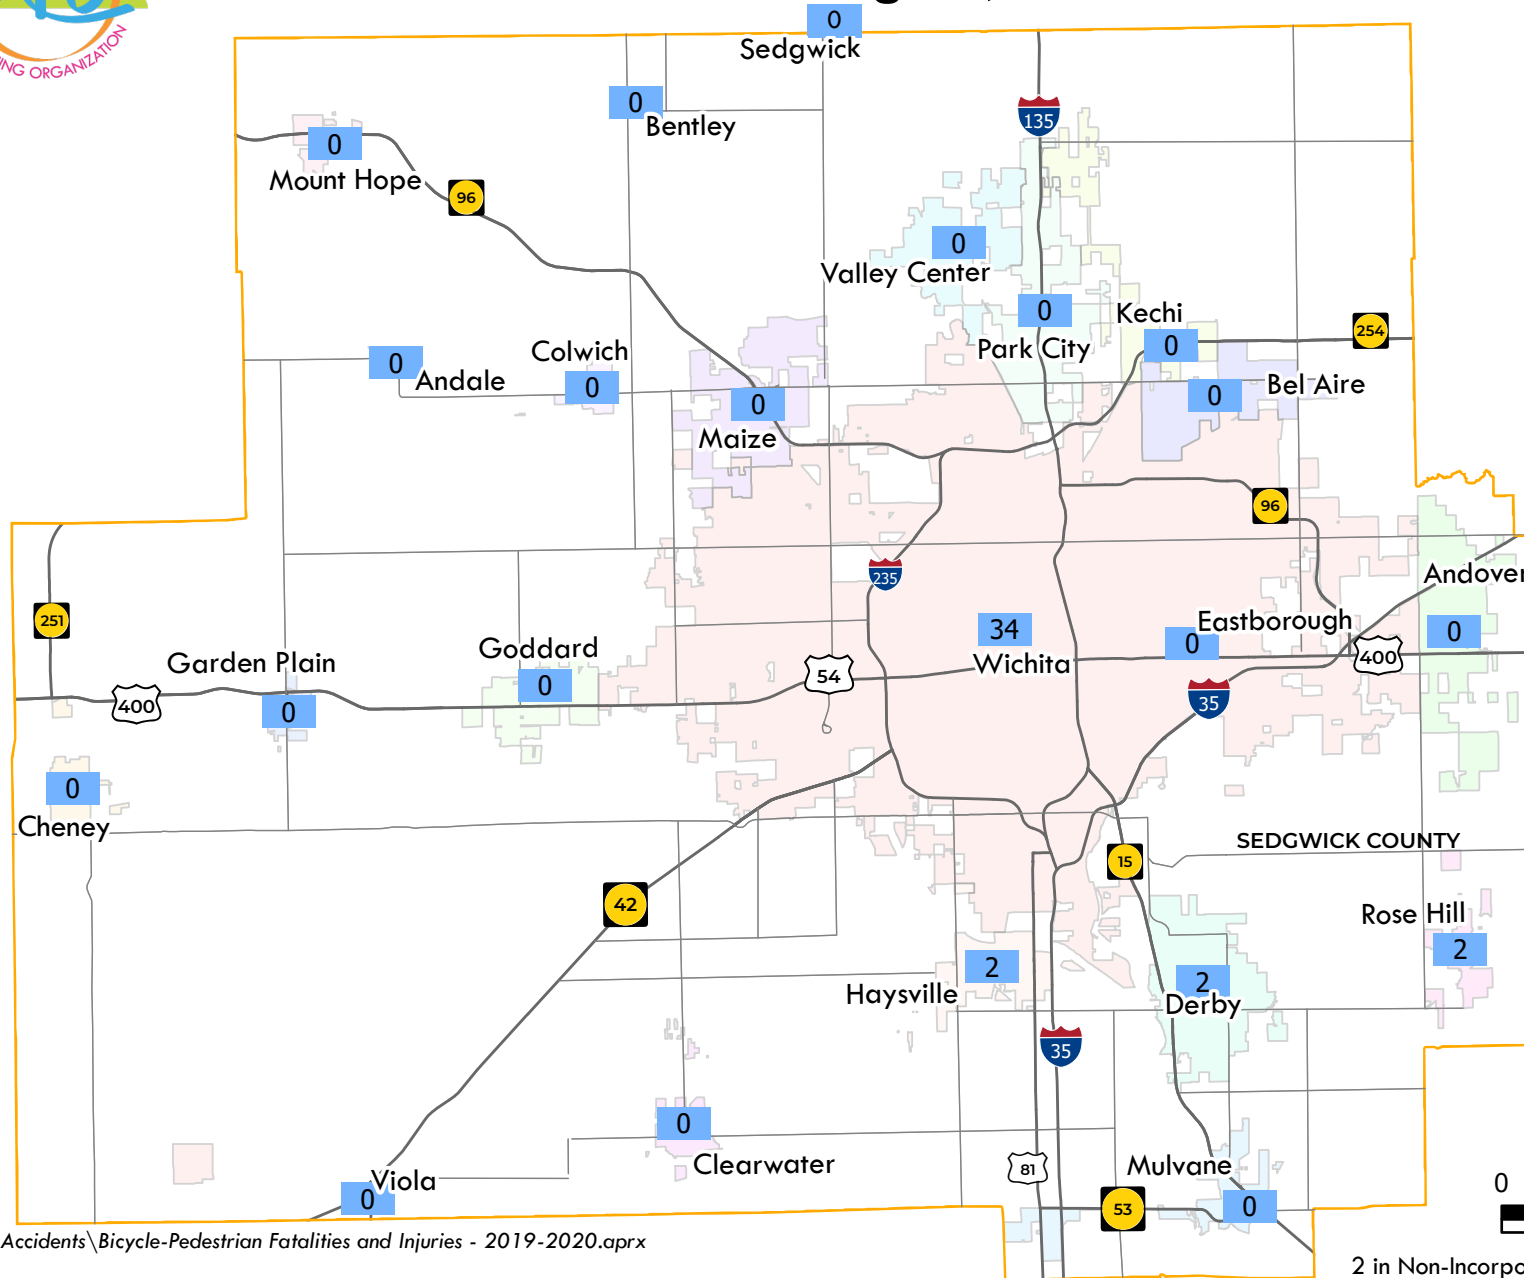 NING ORGANIZATION
0
Sedgwick
0
Bentley
135
0
Mount Hope
96
0
Valley Center
0
Park City
Kechi
0
254
0
Andale
Colwich
0
0
Maize
0
Bel Aire
96
235
Andover
251
34
Wichita
Eastborough
0
0
400
Garden Plain
0
Goddard
0
54
400
35
0
Cheney
SEDGWICK COUNTY
15
42
Rose Hill
2
2
Haysville
2
Derby
35
0
Clearwater
81
Mulvane
0
Viola
0
53
0
Accidents\Bicycle-Pedestrian Fatalities and Injuries - 2019-2020.aprx
2 in Non-Incorpo